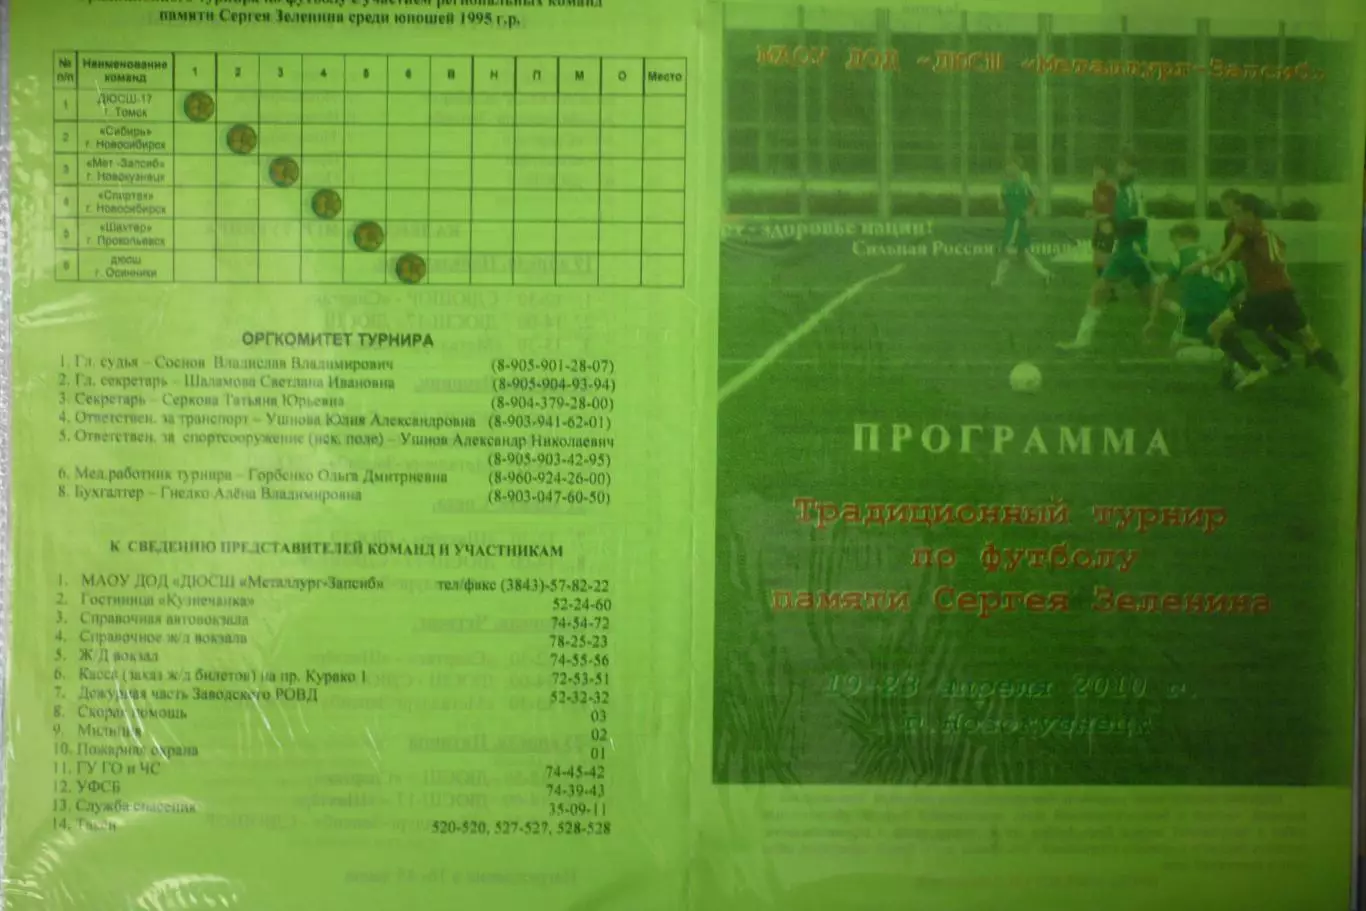 памяти Сергея Зеленина среди юношей 1995 г.р.
№ п/п Наименование команд 1 2 3 4 5 6 В Н П М О Место
1 ДЮСШ-17 г. Томск
2 «Сибирь» г. Новосибирск
3 «Мет -Запсиб» г. Новокузнецк
4 «Спартак» г. Новосибирск
5 «Шахтер» г. Прокопьевск
6 дюсш г. Осинники
ОРГКОМИТЕТ ТУРНИРА
1. Гл. судья – Соснов Владислав Владимирович (8-905-901-28-07)
2. Гл. секретарь – Шаламова Светлана Ивановна (8-905-904-93-94)
3. Секретарь – Серкова Татьяна Юрьевна (8-904-379-28-00)
4. Ответствен. за транспорт – Ушнова Юлия Александровна (8-903-941-62-01)
5. Ответствен. за спортсооружение (иск. поле) – Ушнов Александр Николаевич
(8-905-903-42-95)
6. Мед.работник турнира – Горбенко Ольга Дмитриевна (8-960-924-26-00)
8. Бухгалтер – Гнедко Алёна Владимировна (8-903-047-60-50)
К СВЕДЕНИЮ ПРЕДСТАВИТЕЛЕЙ КОМАНД И УЧАСТНИКАМ
1. МАОУ ДОД «ДЮСШ «Металлург-Запсиб» тел/факс (3843)-57-82-22
2. Гостиница «Кузнечанка» 52-24-60
3. Справочная автовокзала 74-54-72
4. Справочное ж/д вокзала 78-25-23
5. Ж/Д вокзал 74-55-56
6. Касса (заказ ж/д билетов) на пр. Курако 1 72-53-51
7. Дежурная часть Заводского РОВД 52-32-32
8. Скорая помощь 03
9. Милиция 02
10. Пожарная охрана 01
11. ГУ ГО и ЧС 74-45-42
12. УФСБ 74-39-43
13. Служба спасения 35-09-11
14. Такси 520-520, 527-527, 528-528
МАОУ ДОД «ДЮСШ «Металлург-Запсиб»
здоровье нации!
Сильная Россия
ПРОГРАММА
Традиционный турнир
по футболу
памяти Сергея Зеленина
19-23 апреля 2010 г.
г.Новокузнецк